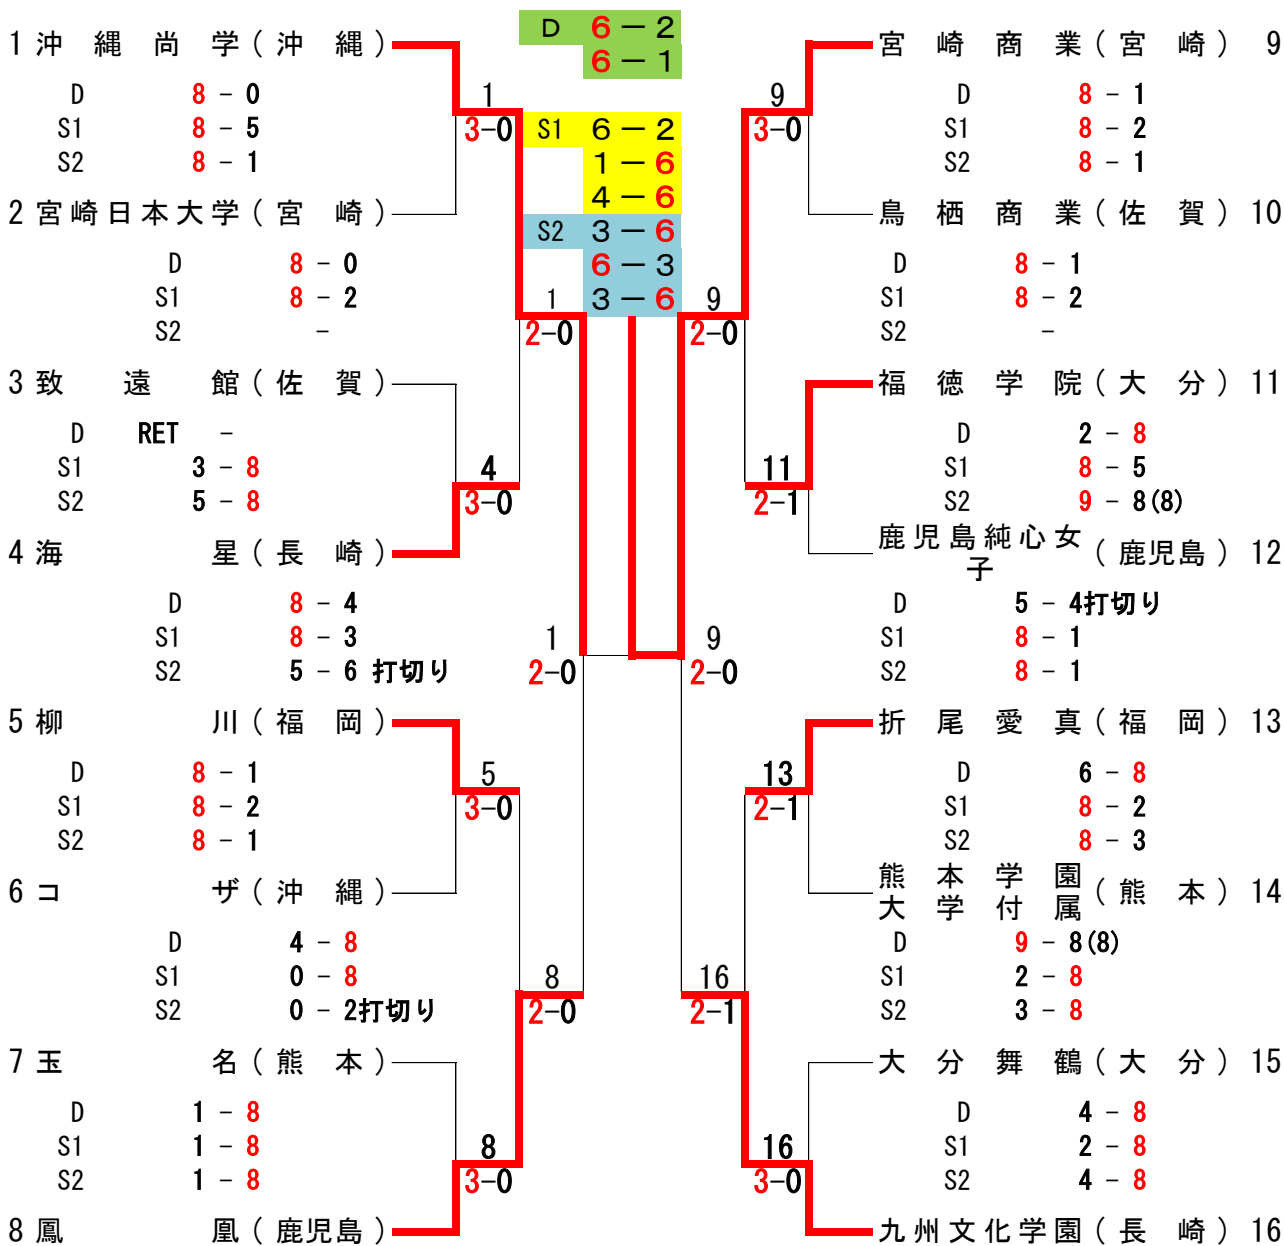 D 6－2
1 沖縄尚学(沖縄) 宮崎商業(宮崎) 9
6－1
D 8 - 0 1 9 D 8 - 1
S1 8 - 5 3-0 S1 6－2 3-0 S1 8 - 2
S2 8 - 1 1－6 S2 8 - 1
4－6
2 宮崎日本大学(宮崎) S2 3－6 鳥栖商業(佐賀) 10
D 8 - 0 6－3 D 8 - 1
S1 8 - 2 1 3－6 9 S1 8 - 2
S2 - 2-0 2-0 S2 -
3 致遠館(佐賀) 福徳学院(大分) 11
D RET - D 2 - 8
S1 3 - 8 4 11 S1 8 - 5
S2 5 - 8 3-0 2-1 S2 9 - 8(8)
4 海星(長崎) 鹿児島純心女子(鹿児島) 12
D 8 - 4 D 5 - 4打切り
S1 8 - 3 1 9 S1 8 - 1
S2 5 - 6 打切り 2-0 2-0 S2 8 - 1
5 柳川(福岡) 折尾愛真(福岡) 13
D 8 - 1 5 13 D 6 - 8
S1 8 - 2 3-0 2-1 S1 8 - 2
S2 8 - 1 S2 8 - 3
6 コザ(沖縄) 熊本学園大学付属(熊本) 14
D 4 - 8 D 9 - 8(8)
S1 0 - 8 8 16 S1 2 - 8
S2 0 - 2打切り 2-0 2-1 S2 3 - 8
7 玉名(熊本) 大分舞鶴(大分) 15
D 1 - 8 D 4 - 8
S1 1 - 8 8 16 S1 2 - 8
S2 1 - 8 3-0 3-0 S2 4 - 8
8 鳳凰(鹿児島) 九州文化学園(長崎) 16